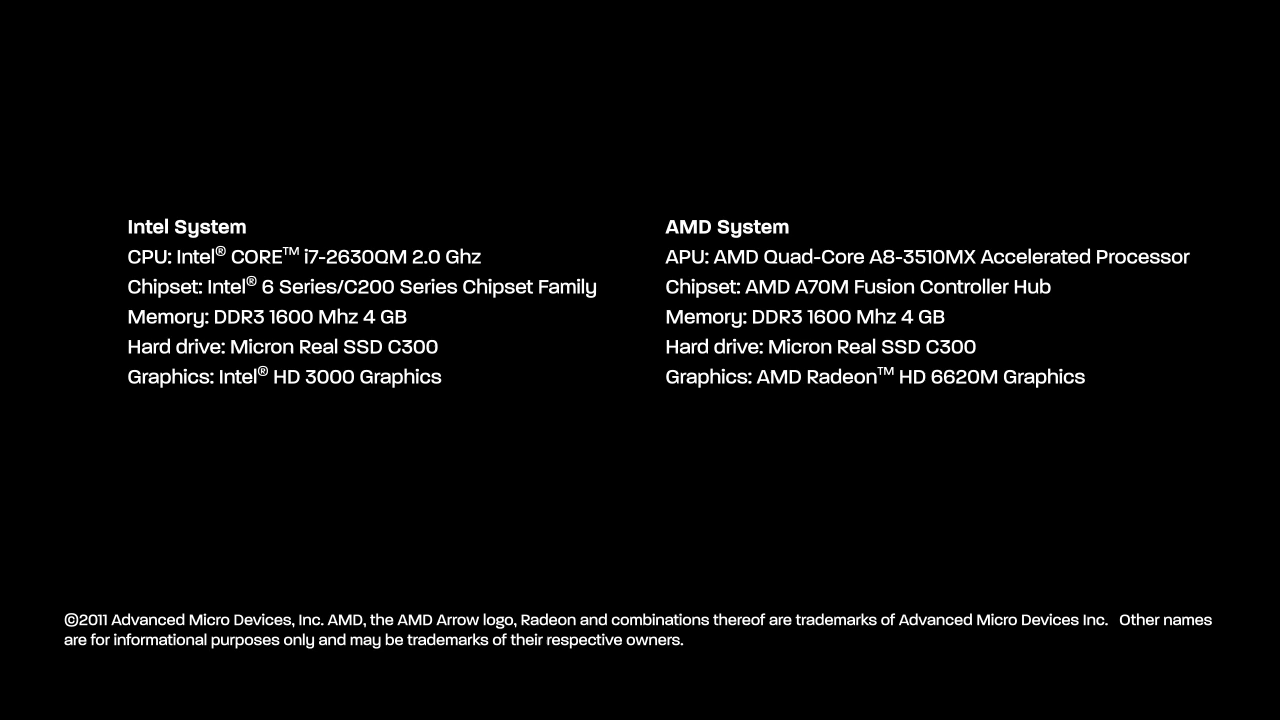 Intel System
CPU: Intel® CORE™ i7-2630QM 2.0 Ghz
Chipset: Intel® 6 Series/C200 Series Chipset Family
Memory: DDR3 1600 Mhz 4 GB
Hard drive: Micron Real SSD C300
Graphics: Intel® HD 3000 Graphics
AMD System
APU: AMD Quad-Core A8-3510MX Accelerated Processor
Chipset: AMD A70M Fusion Controller Hub
Memory: DDR3 1600 Mhz 4 GB
Hard drive: Micron Real SSD C300
Graphics: AMD Radeon™ HD 6620M Graphics
©2011 Advanced Micro Devices, Inc. AMD, the AMD Arrow logo, Radeon and combinations thereof are trademarks of Advanced Micro Devices Inc. Other names
are for informational purposes only and may be trademarks of their respective owners.